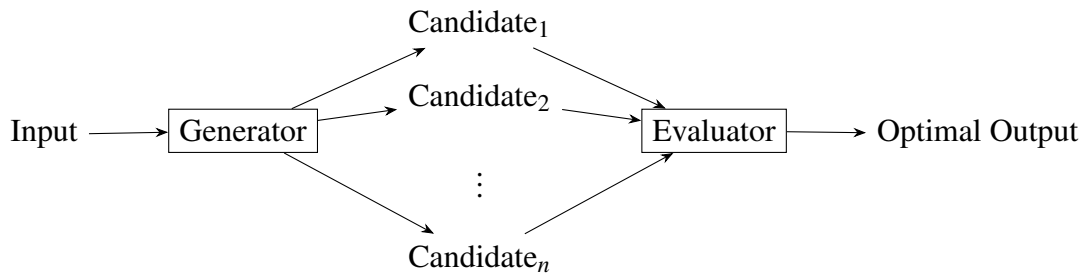 Candidate₁
Candidate₂
Input
Generator
Evaluator
Optimal Output
⋮
Candidateₙ